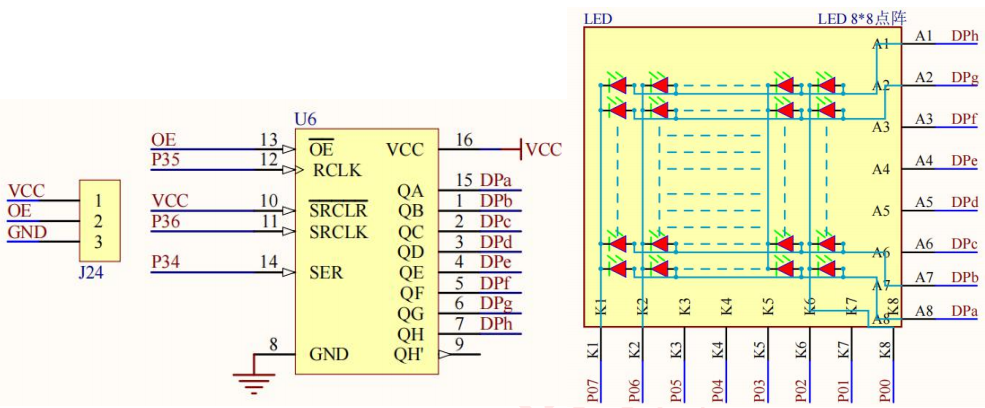 VCC
OE
GND
1
2
3
J24
U6
OE 13 OE VCC 16 VCC
P35 12 RCLK
QA 15 DPa
VCC 10 SRCLR QB 1 DPb
P36 11 SRCLK QC 2 DPc
QD 3 DPd
P34 14 SER QE 4 DPe
QF 5 DPf
QG 6 DPg
QH 7 DPh
8 GND QH' 9
LED LED 8*8点阵
A1 A1 DPh
A2 A2 DPg
A3 A3 DPf
A4 A4 DPe
A5 A5 DPd
A6 A6 DPc
A7 A7 DPb
A8 A8 DPa
K1 K2 K3 K4 K5 K6 K7 K8
K1 K2 K3 K4 K5 K6 K7 K8
P07 P06 P05 P04 P03 P02 P01 P00